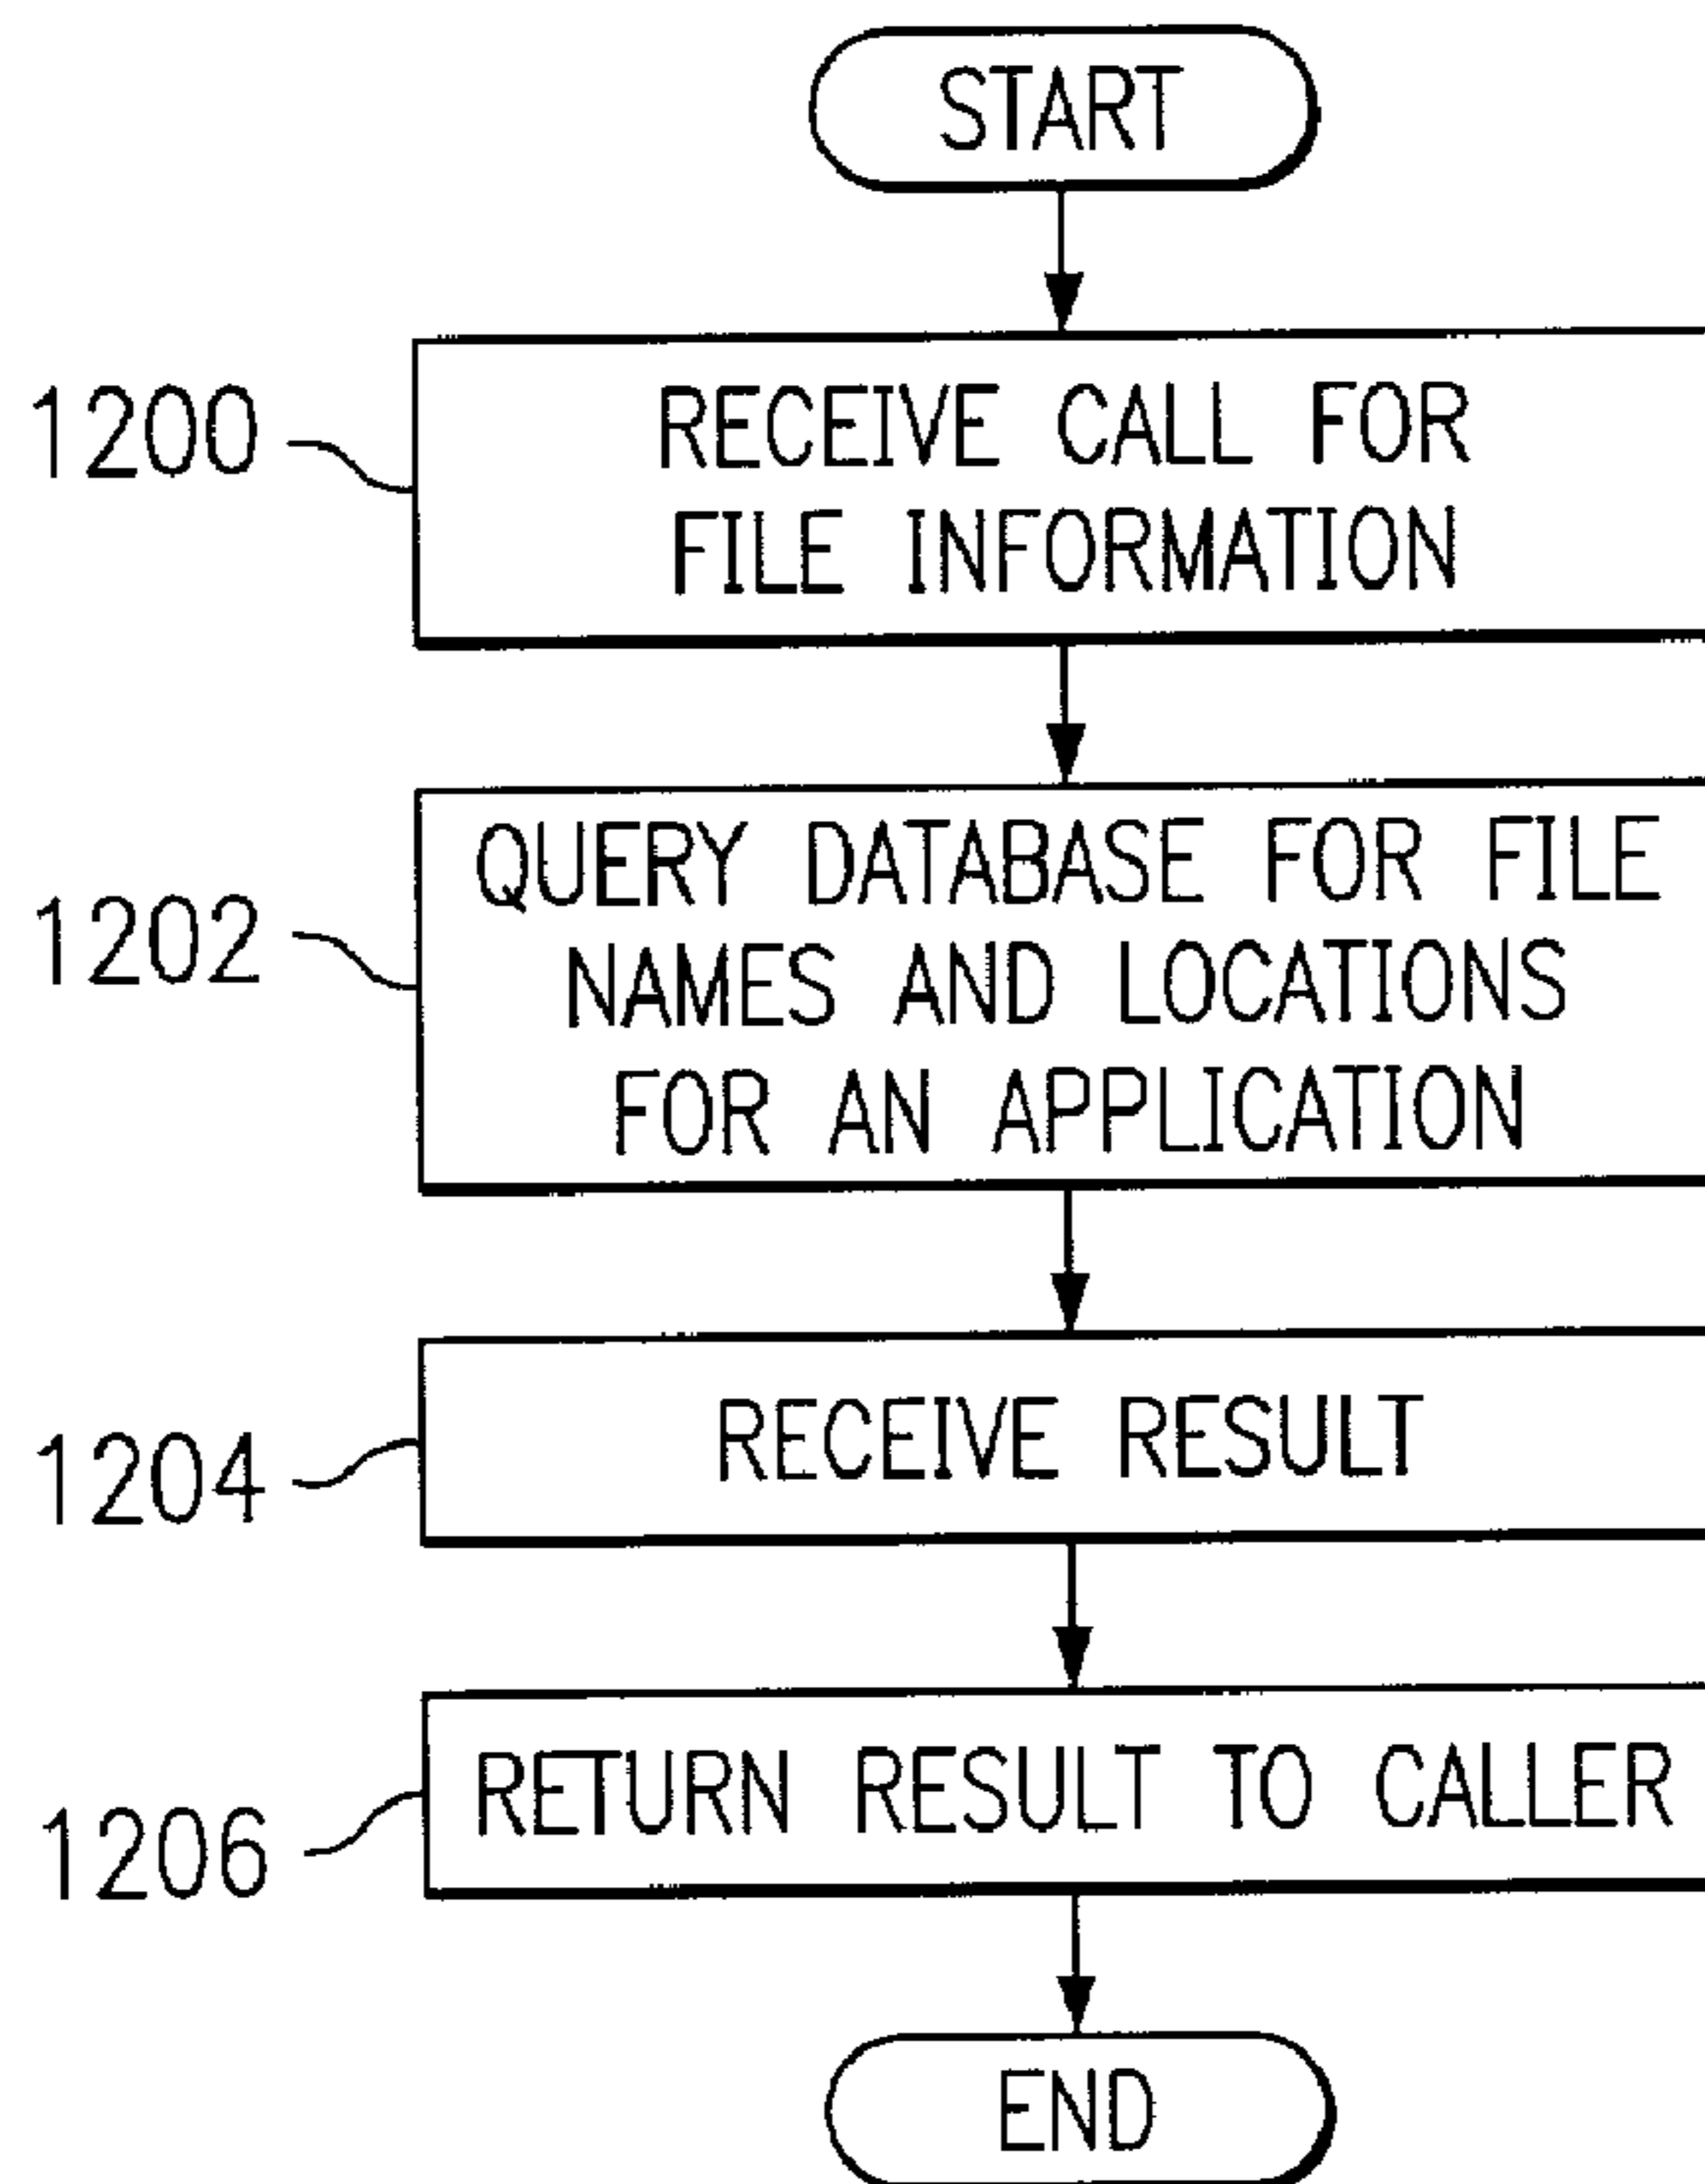 START
1200
RECEIVE CALL FOR
FILE INFORMATION
1202
QUERY DATABASE FOR FILE
NAMES AND LOCATIONS
FOR AN APPLICATION
1204
RECEIVE RESULT
1206
RETURN RESULT TO CALLER
END